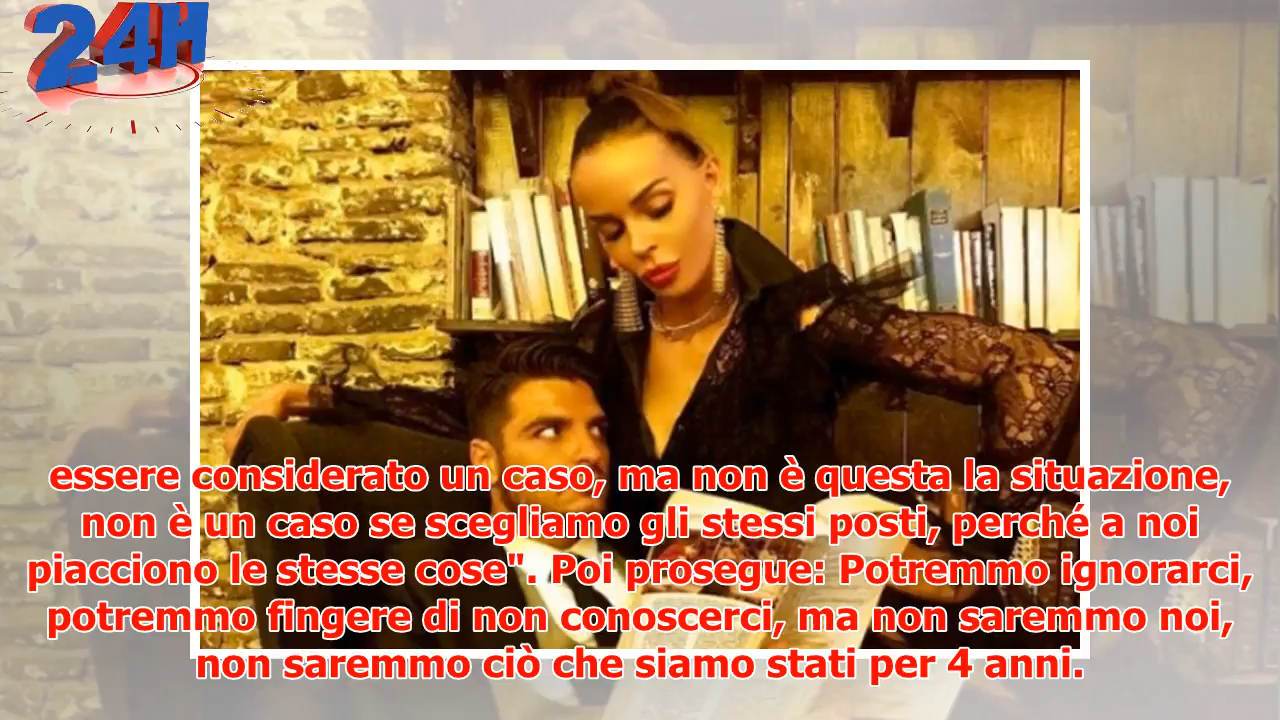 24H
essere considerato un caso, ma non è questa la situazione,
non è un caso se scegliamo gli stessi posti, perché a noi
piacciono le stesse cose". Poi prosegue: Potremmo ignorarci,
potremmo fingere di non conoscerci, ma non saremmo noi,
non saremmo ciò che siamo stati per 4 anni.